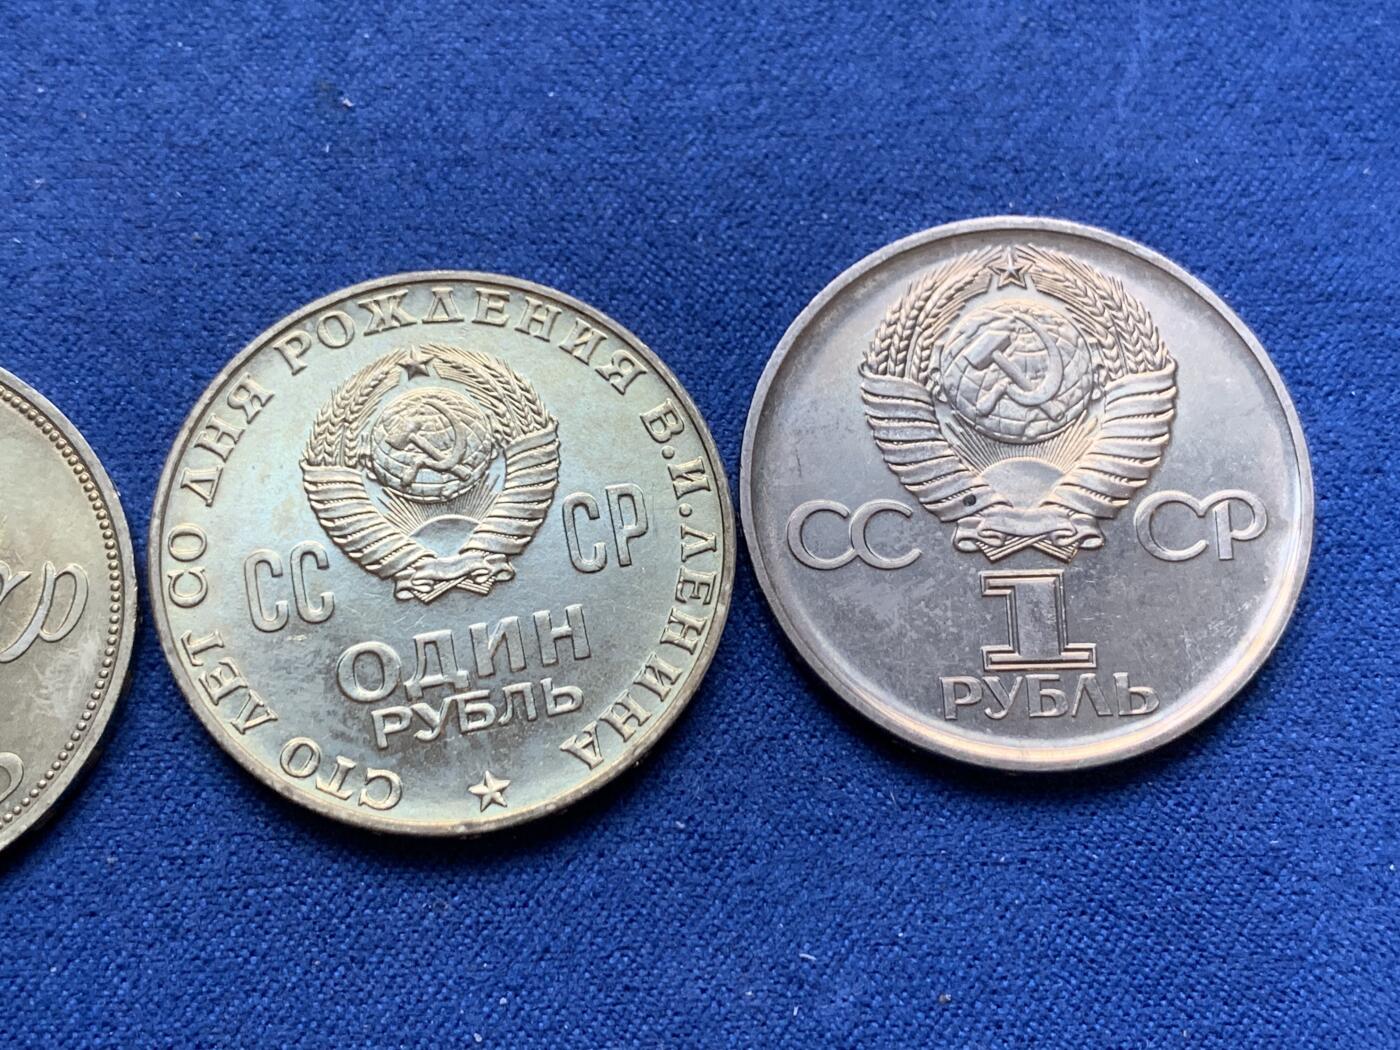 СТО ЛЕТ СО ДНЯ РОЖДЕНИЯ В.И.ЛЕНИНА
СС СР
ОДИН
РУБЛЬ
СС СР
1
РУБЛЬ